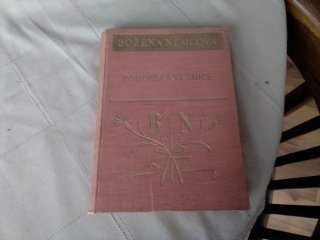 BOŽENA NĚMCOVÁ
POHORSKÁ VESNICE
B N